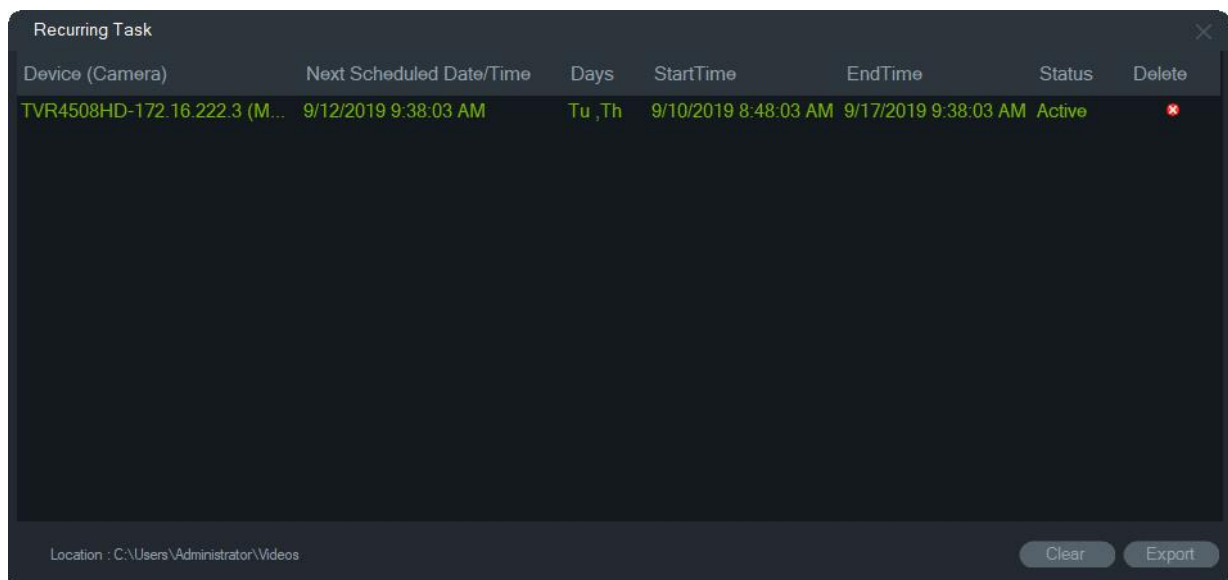 Recurring Task
Device (Camera) Next Scheduled Date/Time Days StartTime EndTime Status Delete
TVR4508HD-172.16.222.3 (M... 9/12/2019 9:38:03 AM Tu ,Th 9/10/2019 8:48:03 AM 9/17/2019 9:38:03 AM Active
Location : C:\Users\Administrator\Videos Clear Export